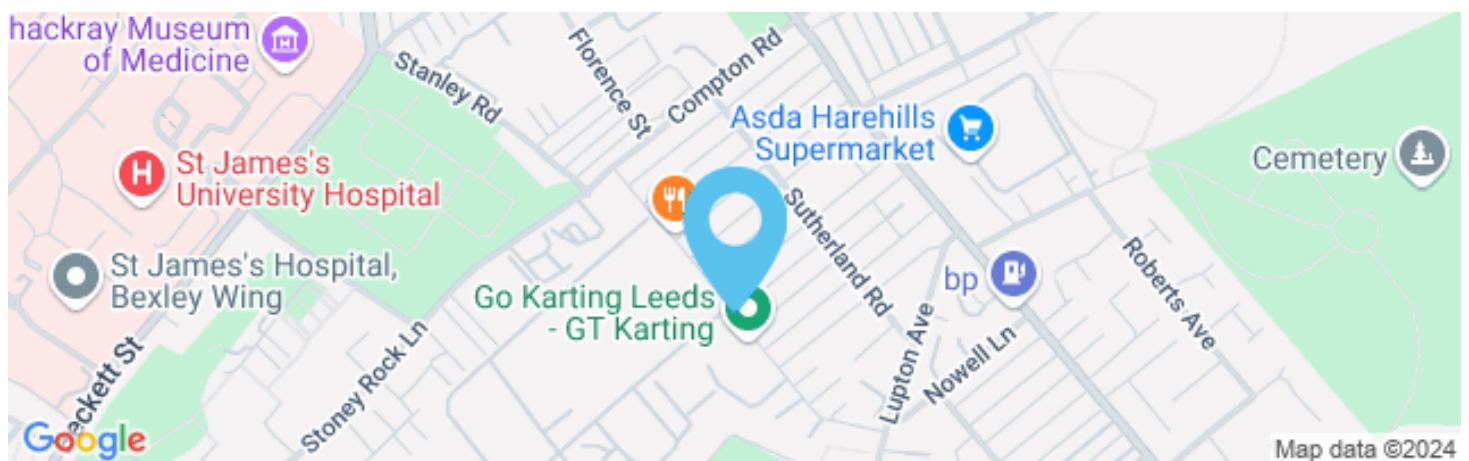 hackray Museum
of Medicine
Stanley Rd
Florence St
Compton Rd
Asda Harehills
Supermarket
Cemetery
H
St James's
University Hospital
Sutherland Rd
St James's Hospital,
Bexley Wing
Go Karting Leeds
- GT Karting
bp
Roberts Ave
Lupton Ave
Nowell Ln
Stoney Rock Ln
eckett St
Google
Map data ©2024